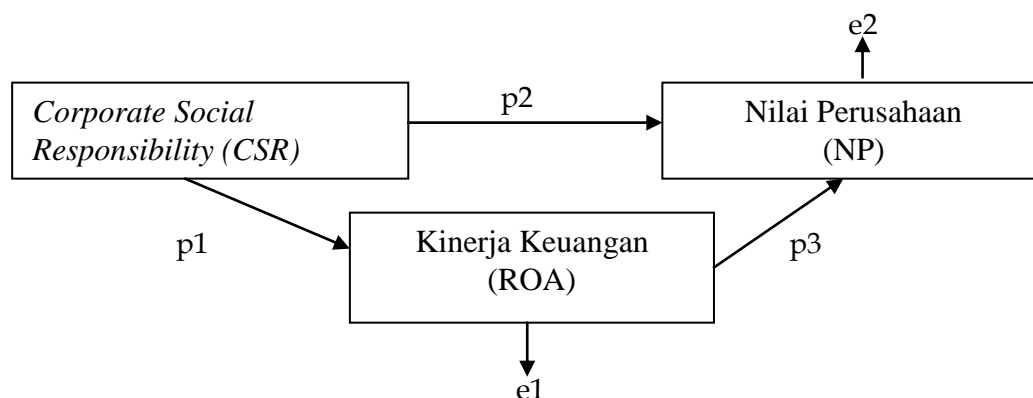 e2
Corporate Social
Responsibility (CSR)
p2
Nilai Perusahaan
(NP)
p1
Kinerja Keuangan
(ROA)
p3
e1